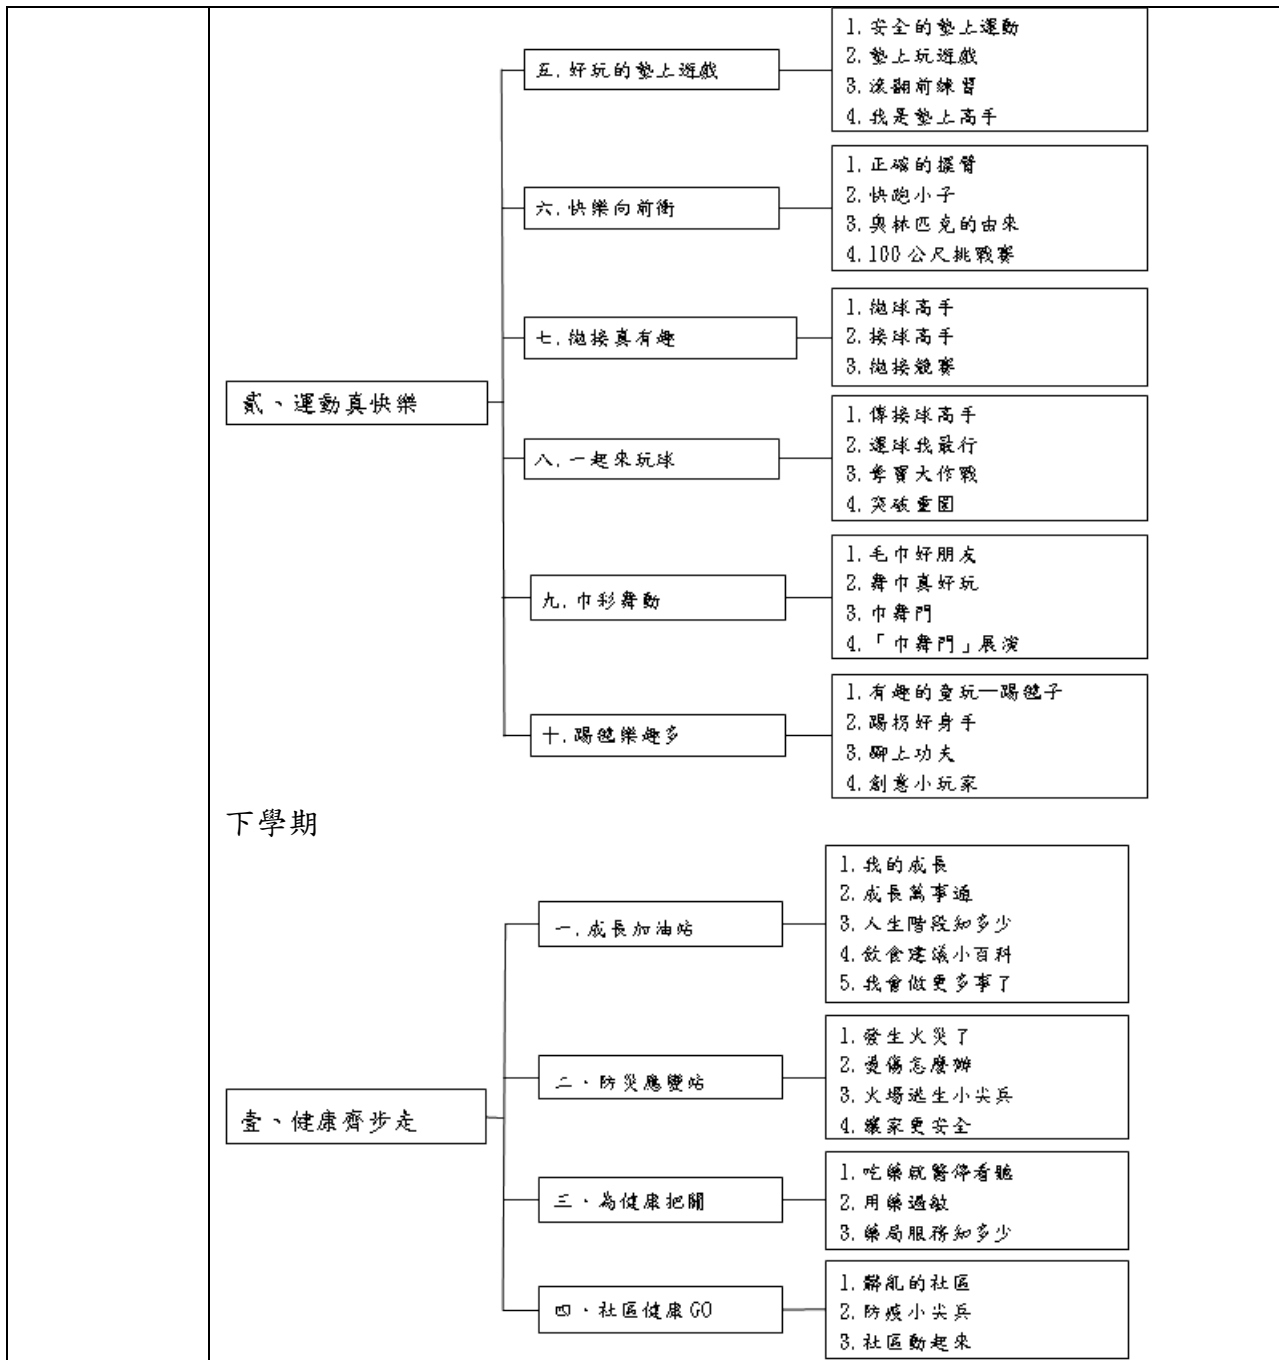 貳、運動真快樂
五.好玩的墊上遊戲
1.安全的墊上運動
2.墊上玩遊戲
3.滾翻前練習
4.我是墊上高手
六.快樂向前衝
1.正確的擺臂
2.快跑小子
3.奧林匹克的由來
4.100公尺挑戰賽
七.拋接真有趣
1.拋球高手
2.接球高手
3.拋接競賽
八.一起來玩球
1.傳接球高手
2.運球我最行
3.奪寶大作戰
4.突破重圍
九.巾彩舞動
1.毛巾好朋友
2.舞巾真好玩
3.巾舞門
4.「巾舞門」展演
十.踢毽樂趣多
1.有趣的童玩─踢毽子
2.踢拐好身手
3.腳上功夫
4.創意小玩家
下學期
壹、健康齊步走
一.成長加油站
1.我的成長
2.成長萬事通
3.人生階段知多少
4.飲食建議小百科
5.我會做更多事了
二、防災應變站
1.發生火災了
2.燙傷怎麼辦
3.火場逃生小尖兵
4.讓家更安全
三、為健康把關
1.吃藥就醫停看聽
2.用藥過敏
3.藥局服務知多少
四、社區健康GO
1.髒亂的社區
2.防疫小尖兵
3.社區動起來